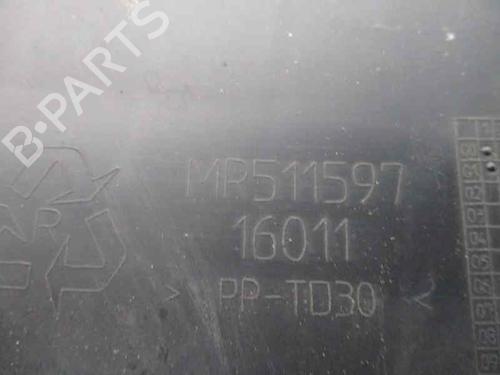 B-PARTS
MR511597
16011
> PP-TD30 <